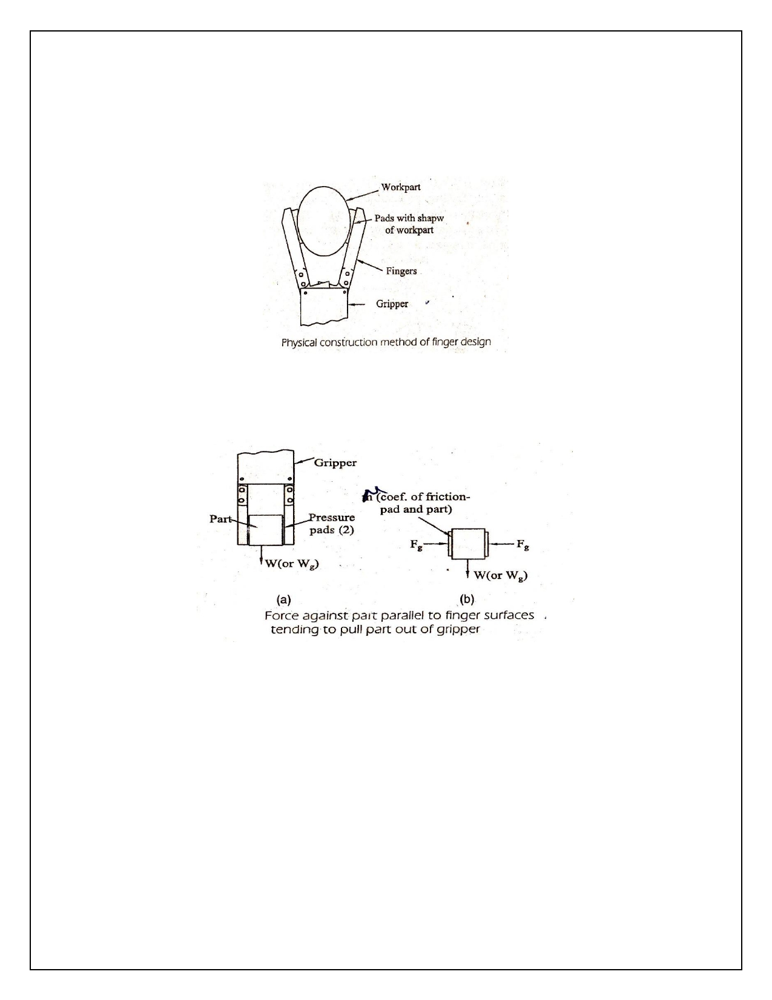 Workpart
Pads with shapw
of workpart
Fingers
Gripper
Physical construction method of finger design
Gripper
(coef. of friction-
pad and part)
Part
Pressure
pads (2)
Fg
Fg
W(or Wg)
W(or Wg)
(a)
(b)
Force against part parallel to finger surfaces
tending to pull part out of gripper